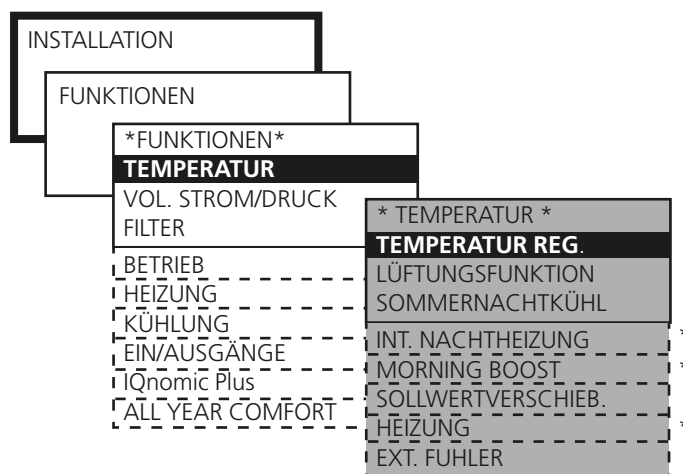 INSTALLATION
FUNKTIONEN
*FUNKTIONEN*
TEMPERATUR
VOL. STROM/DRUCK
FILTER
BETRIEB
HEIZUNG
KÜHLUNG
EIN/AUSGÄNGE
IQnomic Plus
ALL YEAR COMFORT
* TEMPERATUR *
TEMPERATUR REG.
LÜFTUNGSFUNKTION
SOMMERNACHTKÜHL
INT. NACHTHEIZUNG *
MORNING BOOST *
SOLLWERTVERSCHIEB.
HEIZUNG *
EXT. FUHLER